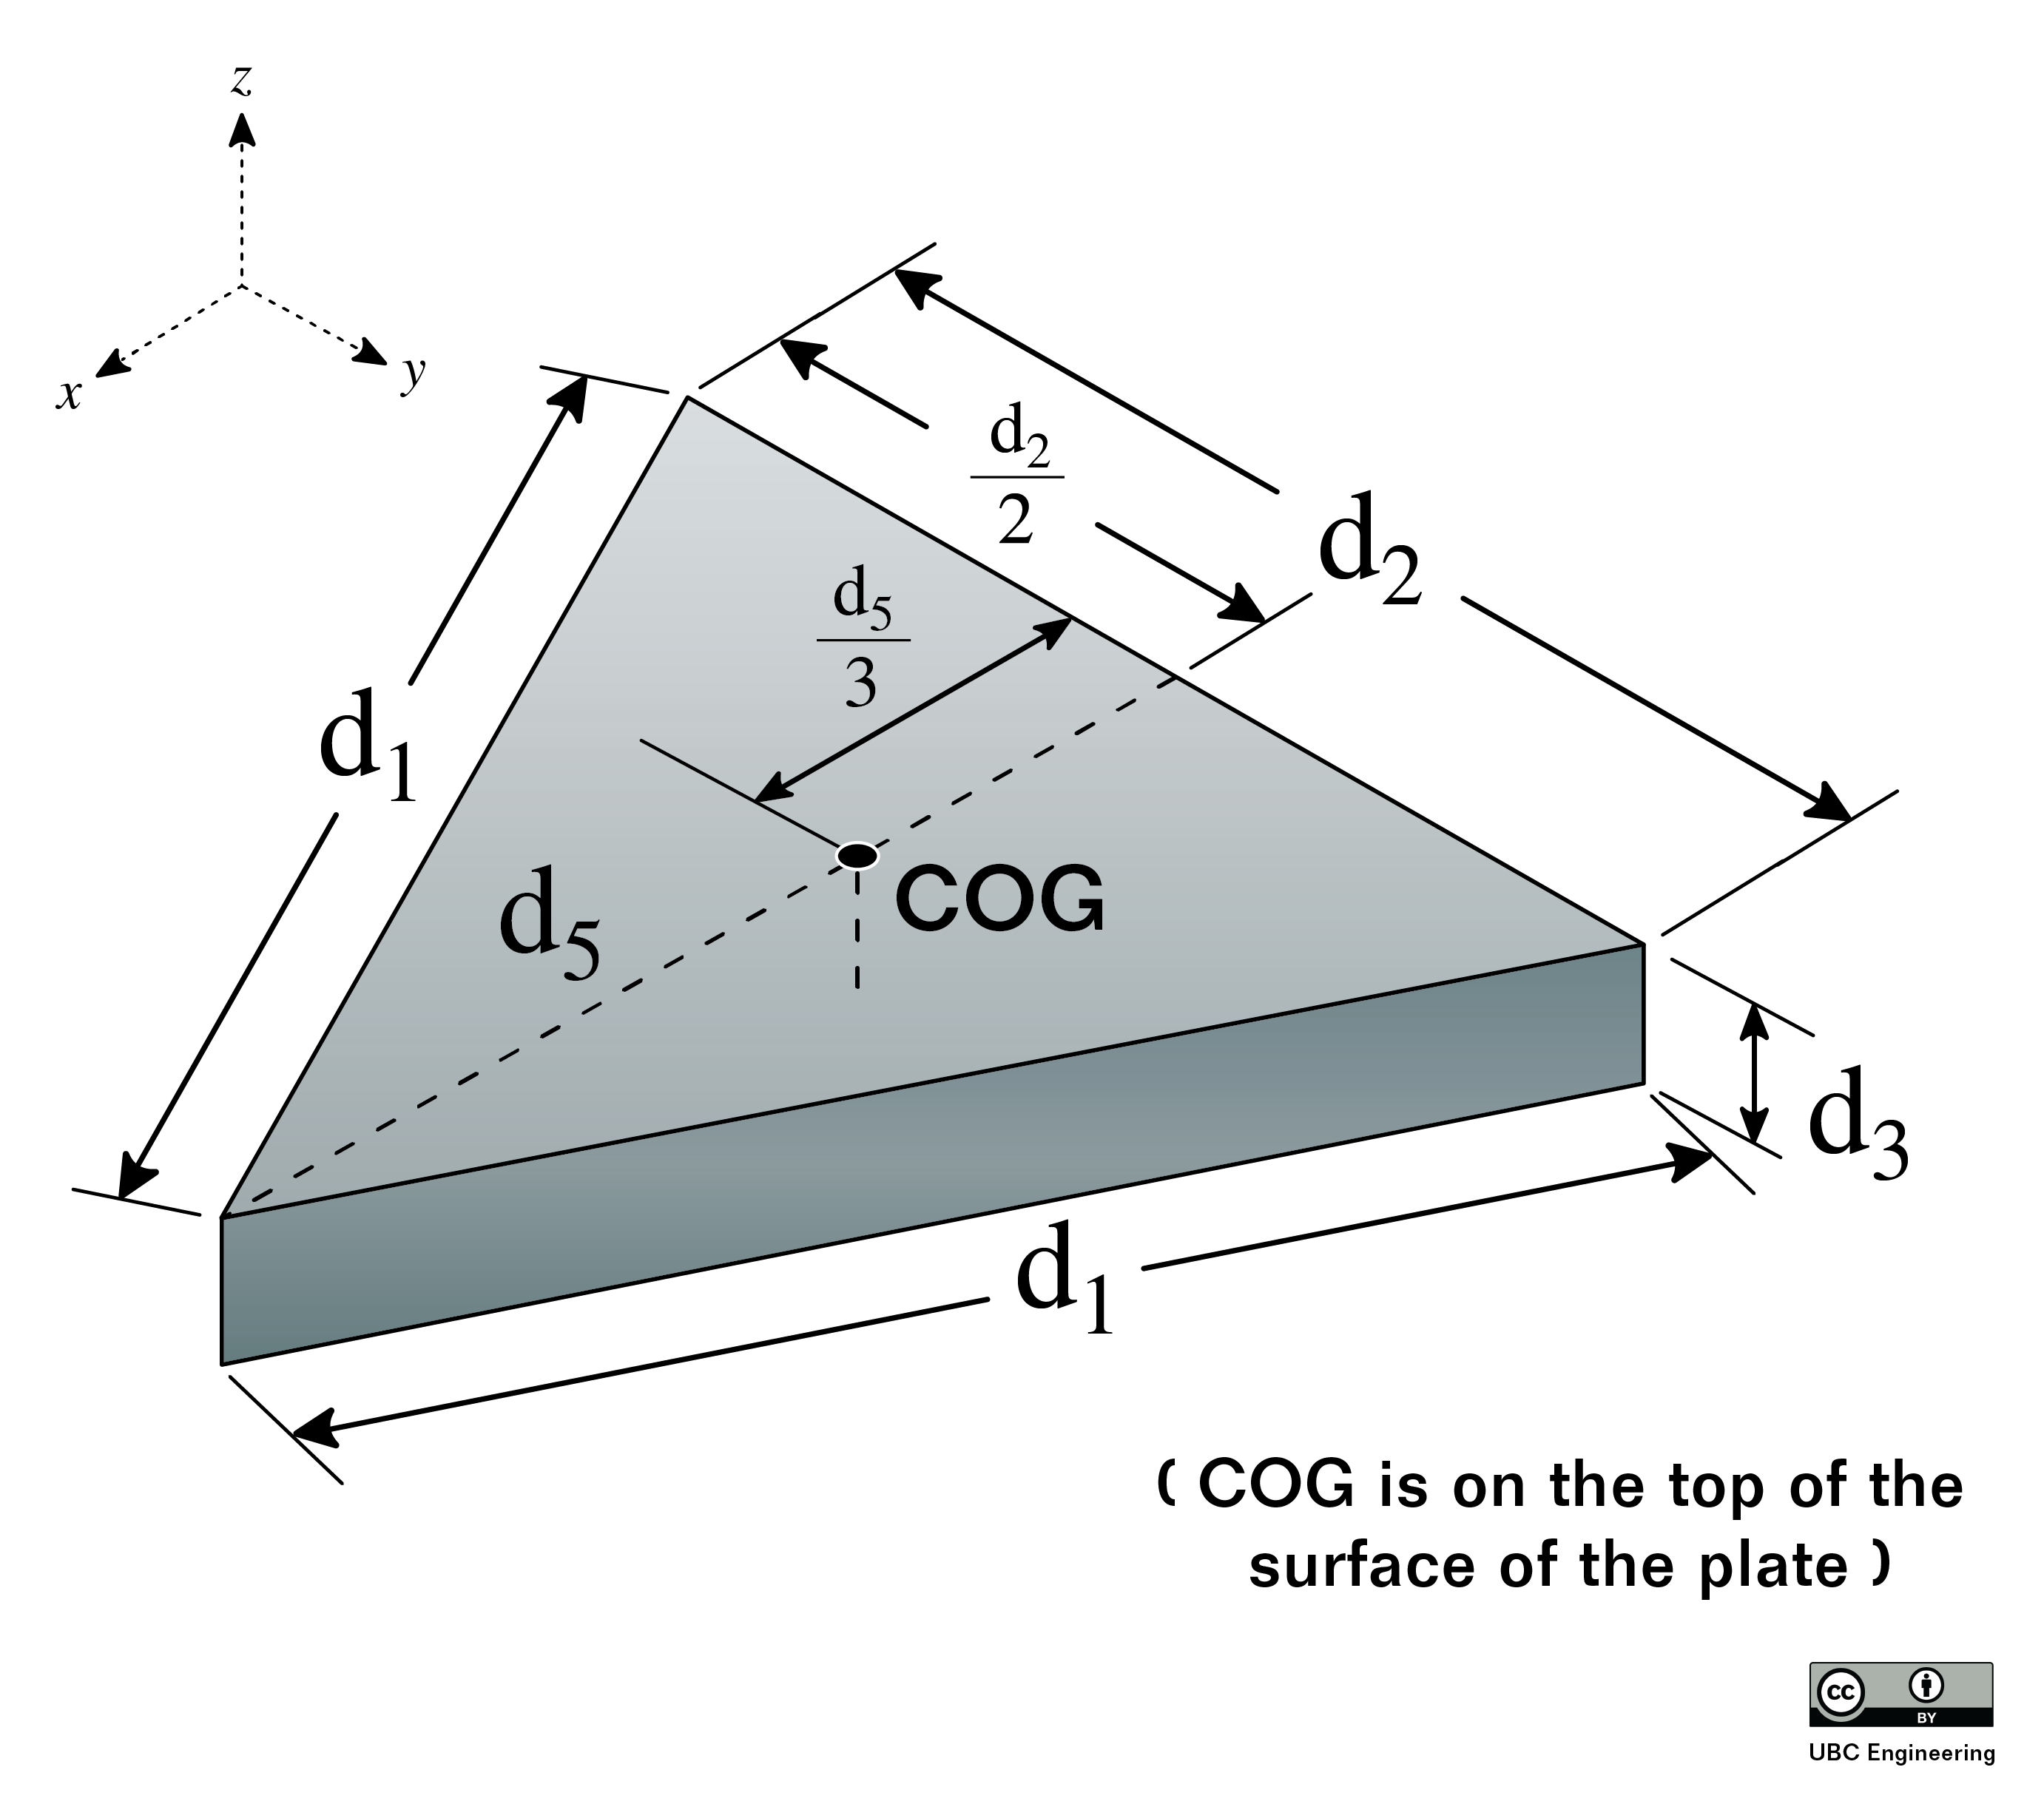 z
x
y
d2
2
d2
d5
3
d1
COG
d5
d3
d1
( COG is on the top of the
surface of the plate )
cc
BY
UBC Engineering